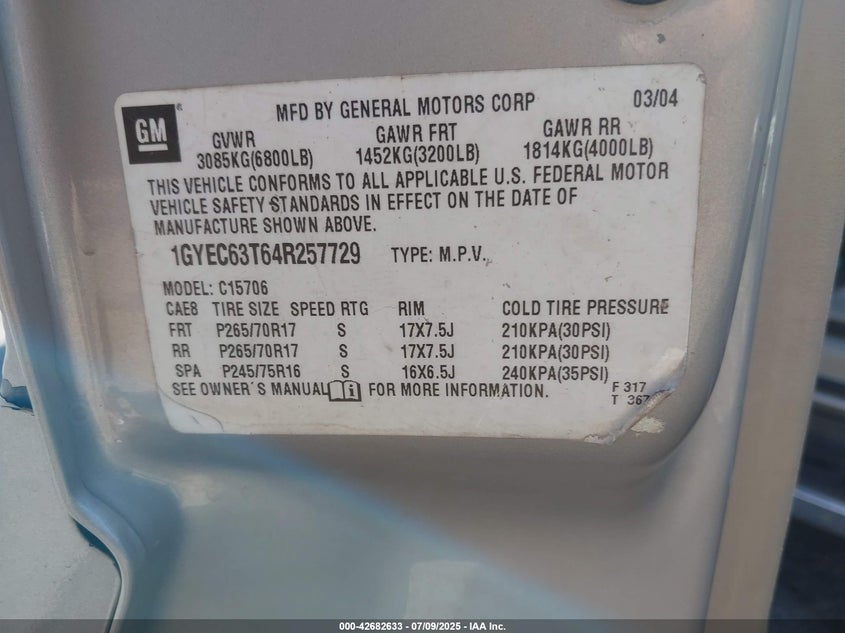 GM
®
MFD BY GENERAL MOTORS CORP 03/04
GVWR GAWR FRT GAWR RR
3085KG(6800LB) 1452KG(3200LB) 1814KG(4000LB)
THIS VEHICLE CONFORMS TO ALL APPLICABLE U.S. FEDERAL MOTOR
VEHICLE SAFETY STANDARDS IN EFFECT ON THE DATE OF
MANUFACTURE SHOWN ABOVE.
1GYEC63T64R257729 TYPE: M.P.V.
MODEL: C15706
CAE8 TIRE SIZE SPEED RTG RIM COLD TIRE PRESSURE
FRT P265/70R17 S 17X7.5J 210KPA(30PSI)
RR P265/70R17 S 17X7.5J 210KPA(30PSI)
SPA P245/75R16 S 16X6.5J 240KPA(35PSI)
SEE OWNER'S MANUAL FOR MORE INFORMATION.
F 317
T 367
000-42682633 - 07/09/2025 - IAA Inc.